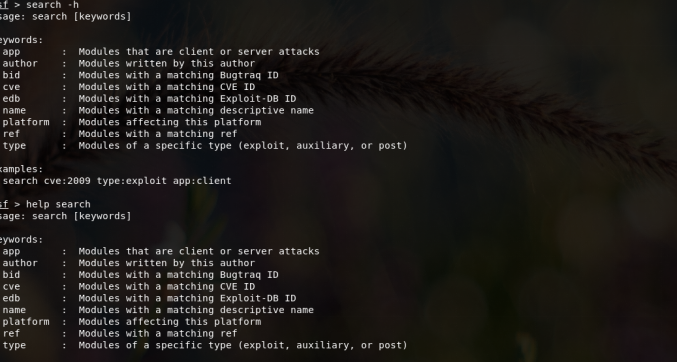 sf > search -h
sage: search [keywords]
eywords:
app : Modules that are client or server attacks
author : Modules written by this author
bid : Modules with a matching Bugtraq ID
cve : Modules with a matching CVE ID
edb : Modules with a matching Exploit-DB ID
name : Modules with a matching descriptive name
platform : Modules affecting this platform
ref : Modules with a matching ref
type : Modules of a specific type (exploit, auxiliary, or post)
xamples:
search cve:2009 type:exploit app:client
sf > help search
sage: search [keywords]
eywords:
app : Modules that are client or server attacks
author : Modules written by this author
bid : Modules with a matching Bugtraq ID
cve : Modules with a matching CVE ID
edb : Modules with a matching Exploit-DB ID
name : Modules with a matching descriptive name
platform : Modules affecting this platform
ref : Modules with a matching ref
type : Modules of a specific type (exploit, auxiliary, or post)